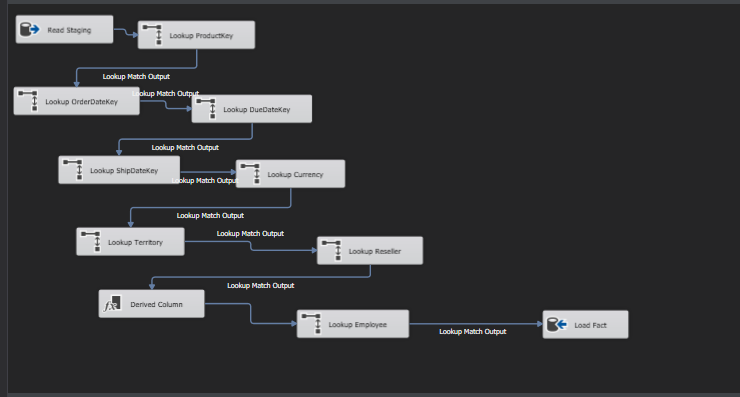 Read Staging
Lookup ProductKey
Lookup Match Output
Lookup OrderDateKey
Lookup Match Output
Lookup DueDateKey
Lookup Match Output
Lookup ShipDateKey
Lookup Match Output
Lookup Currency
Lookup Match Output
Lookup Territory
Lookup Match Output
Lookup Reseller
Lookup Match Output
Derived Column
Lookup Employee
Lookup Match Output
Load Fact